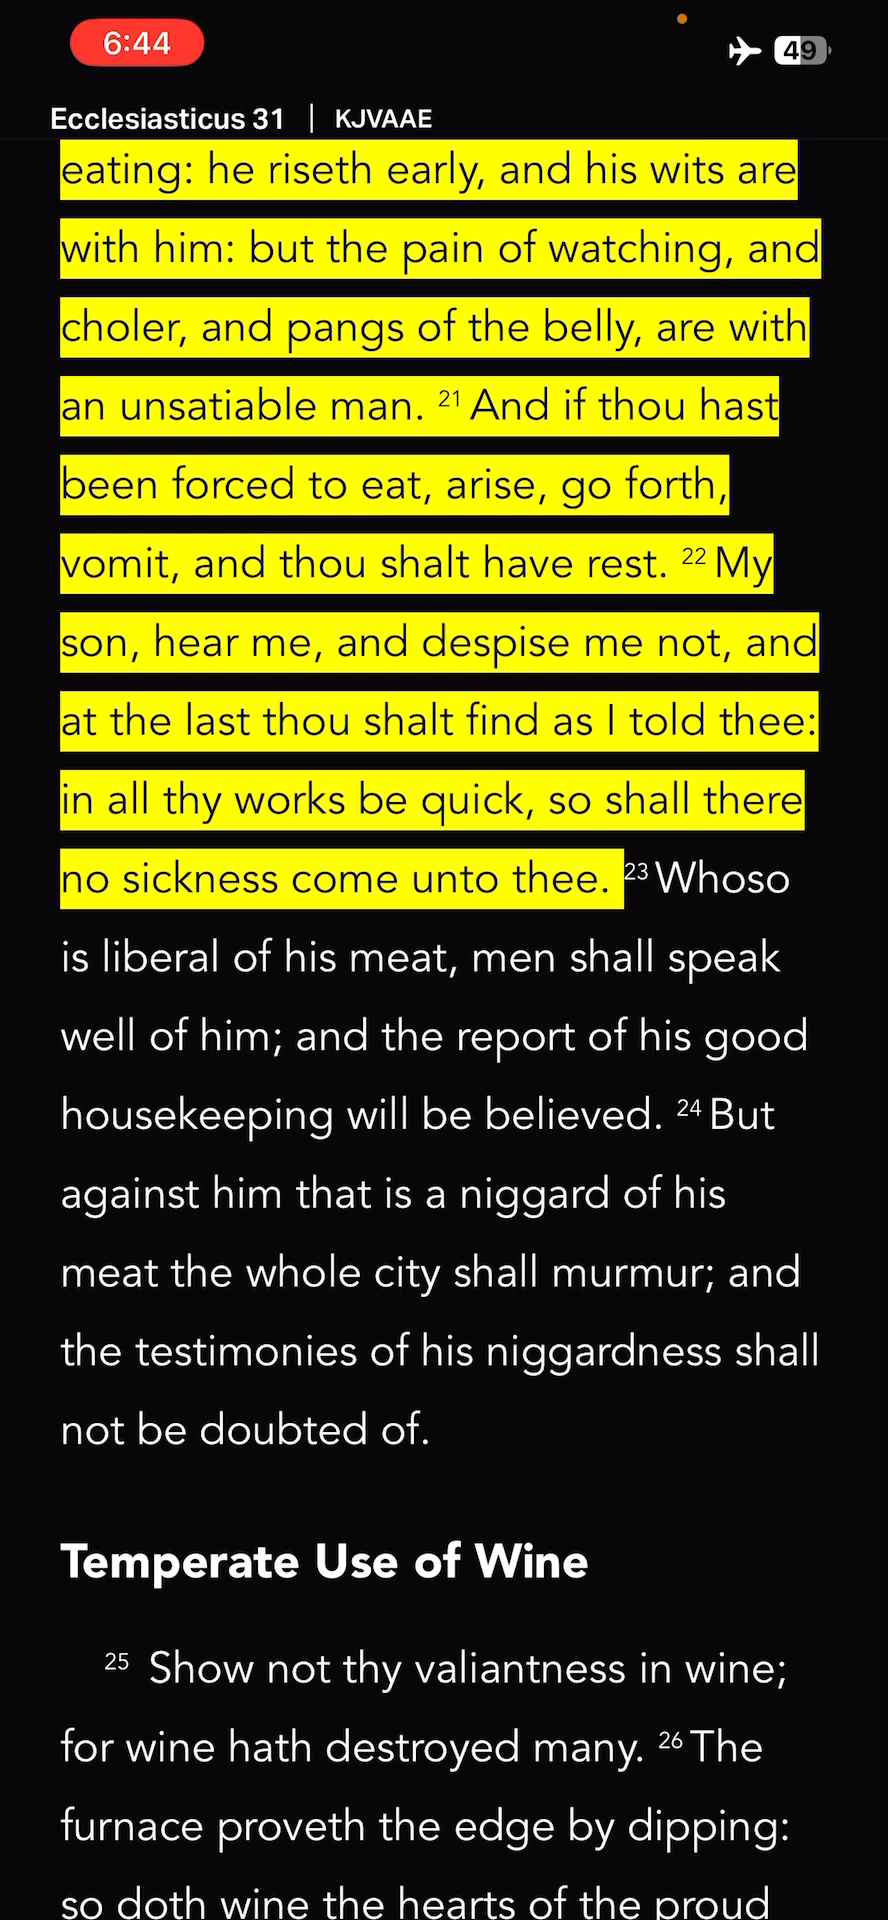 6:44
49
Ecclesiasticus 31 | KJVAAE
eating: he riseth early, and his wits are
with him: but the pain of watching, and
choler, and pangs of the belly, are with
an unsatiable man. 21 And if thou hast
been forced to eat, arise, go forth,
vomit, and thou shalt have rest. 22 My
son, hear me, and despise me not, and
at the last thou shalt find as I told thee:
in all thy works be quick, so shall there
no sickness come unto thee. 23 Whoso
is liberal of his meat, men shall speak
well of him; and the report of his good
housekeeping will be believed. 24 But
against him that is a niggard of his
meat the whole city shall murmur; and
the testimonies of his niggardness shall
not be doubted of.
Temperate Use of Wine
25 Show not thy valiantness in wine;
for wine hath destroyed many. 26 The
furnace proveth the edge by dipping:
so doth wine the hearts of the proud